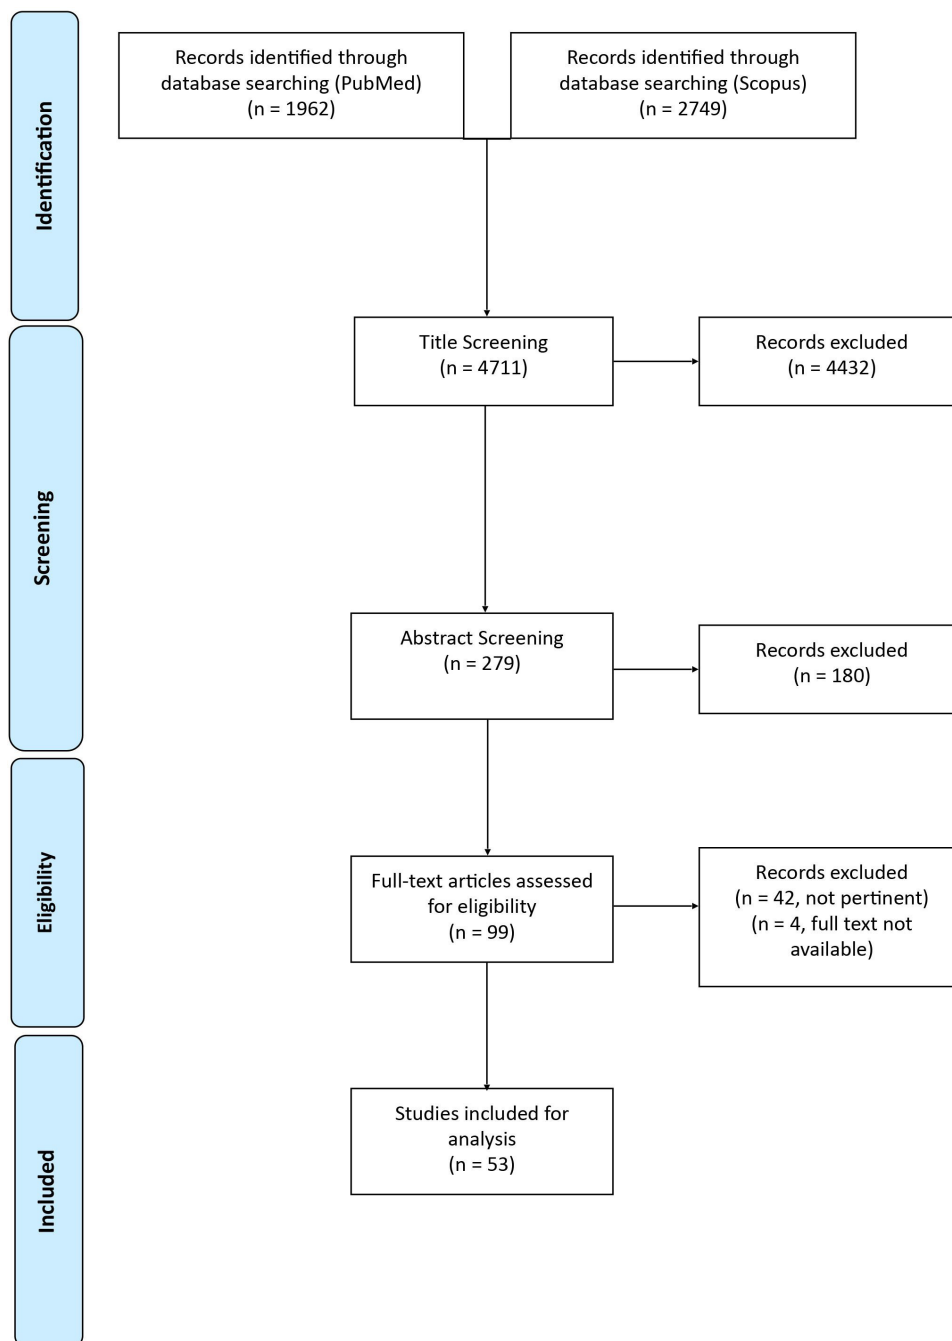 Identification
Records identified through
database searching (PubMed)
(n = 1962)
Records identified through
database searching (Scopus)
(n = 2749)
Screening
Title Screening
(n = 4711)
Records excluded
(n = 4432)
Abstract Screening
(n = 279)
Records excluded
(n = 180)
Eligibility
Full-text articles assessed
for eligibility
(n = 99)
Records excluded
(n = 42, not pertinent)
(n = 4, full text not
available)
Included
Studies included for
analysis
(n = 53)